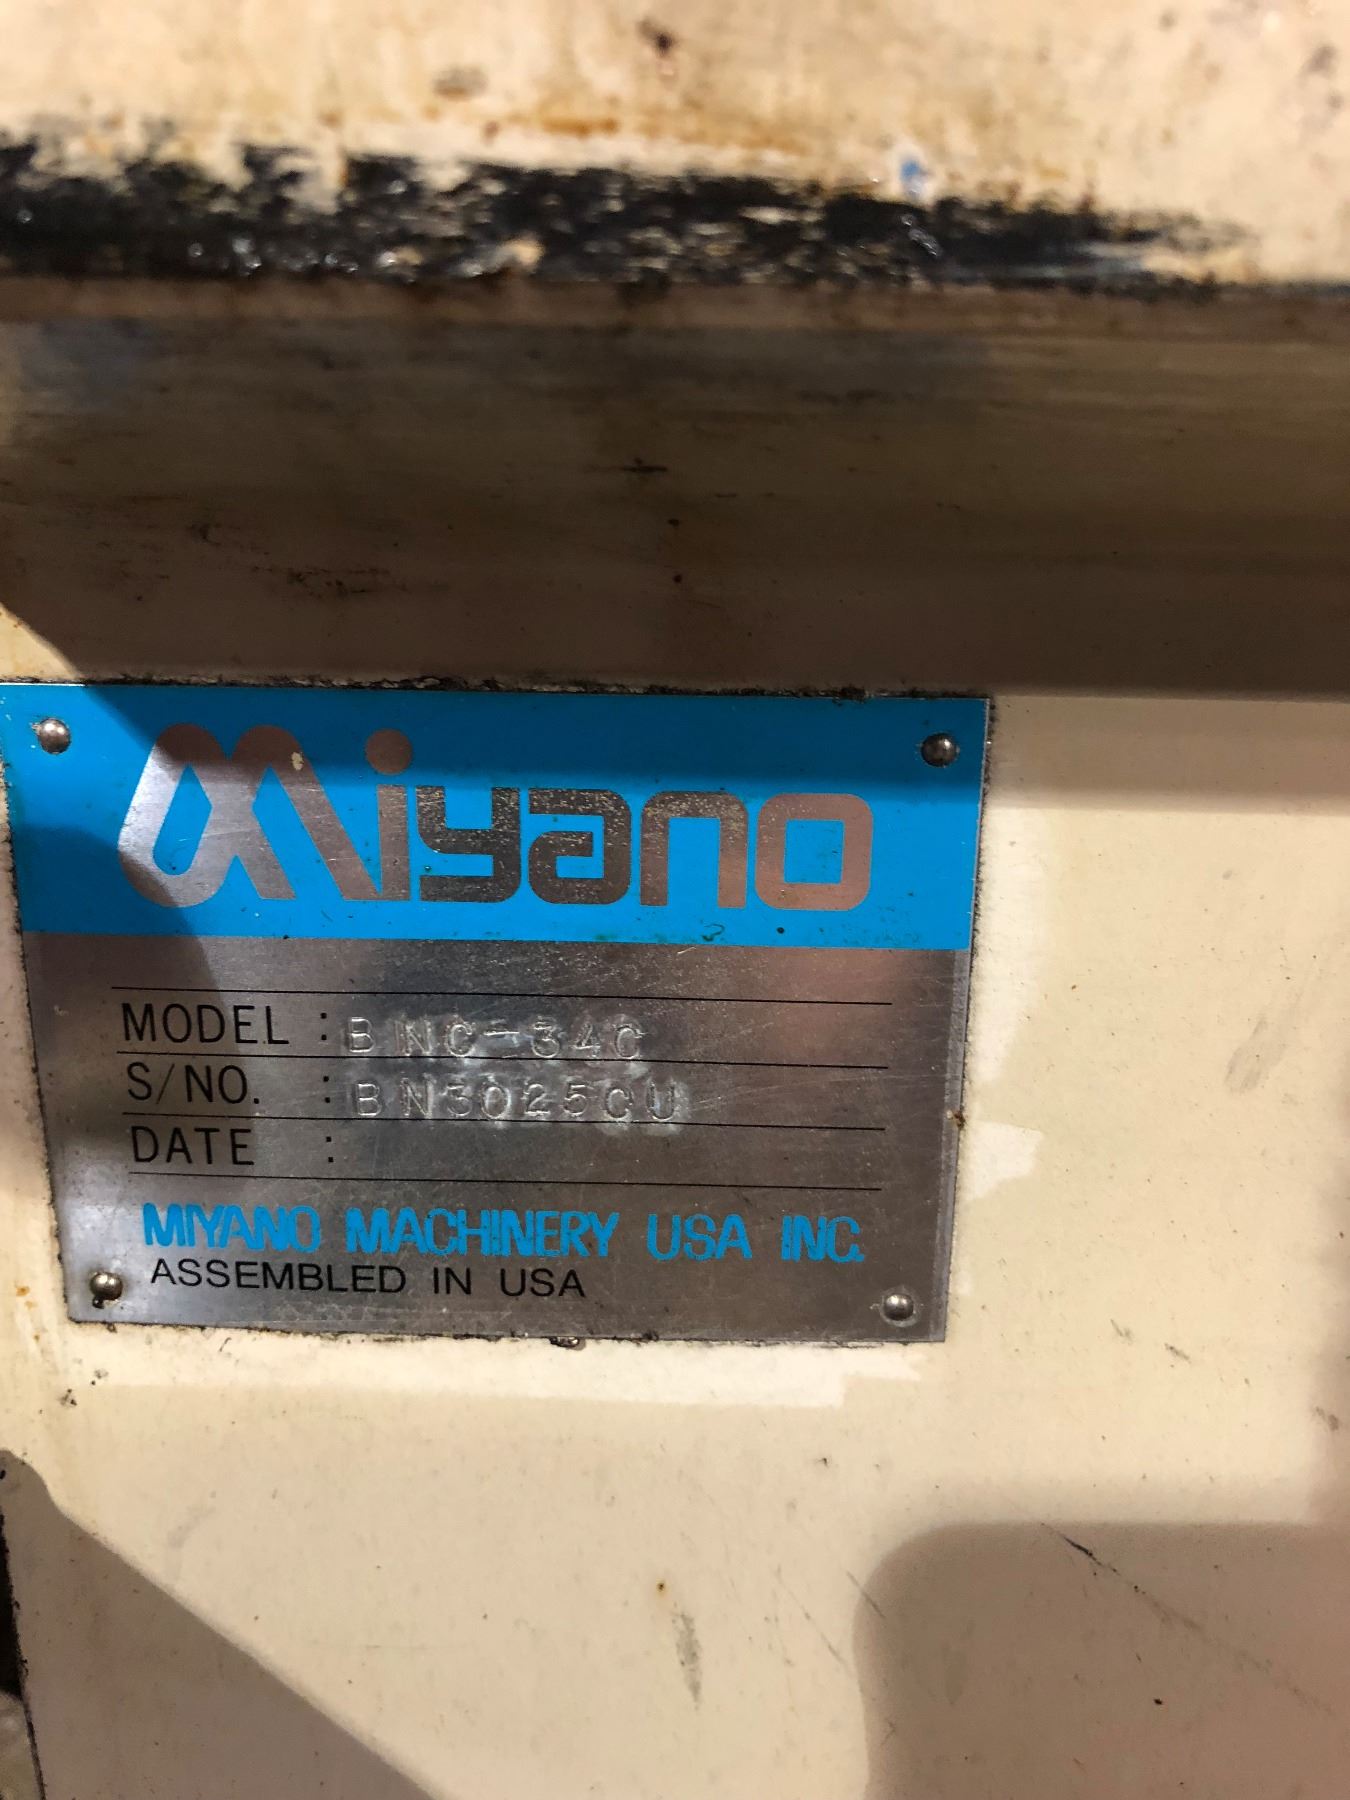 Miyano
MODEL : BNC-34C
S/NO. : BN3025CU
DATE :
MIYANO MACHINERY USA INC.
ASSEMBLED IN USA